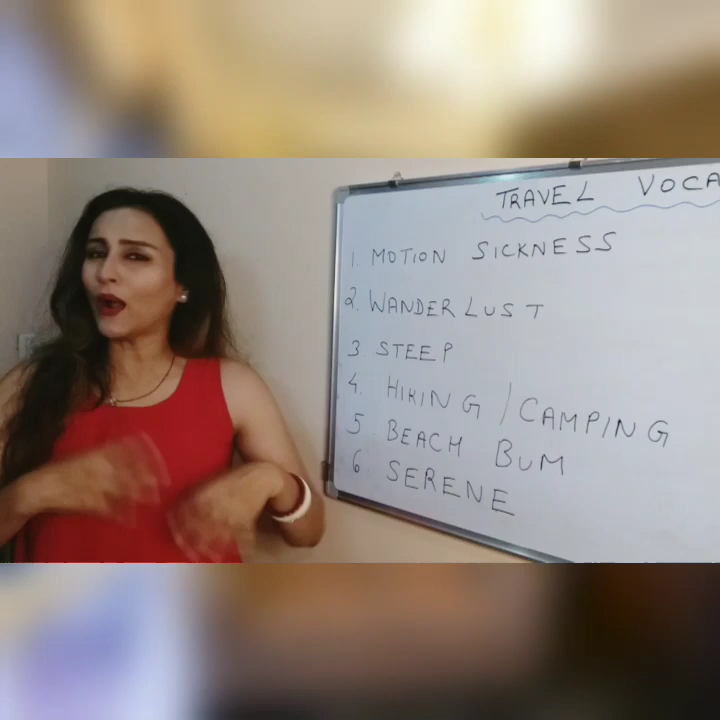 TRAVEL VOCA
1. MOTION SICKNESS
2. WANDERLUST
3. STEEP
4. HIKING / CAMPING
5 BEACH BUM
6 SERENE